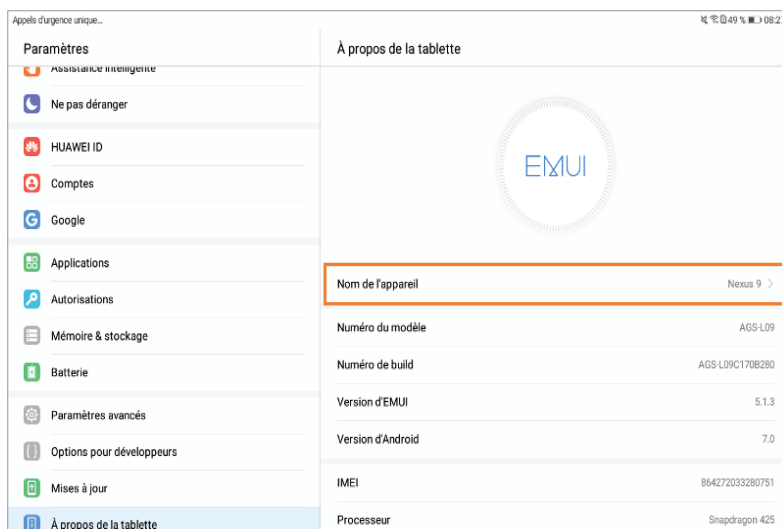 Appels d'urgence unique...
49 % 08:2
Paramètres
À propos de la tablette
Assistance intelligente
Ne pas déranger
HUAWEI ID
Comptes
Google
Applications
Autorisations
Mémoire & stockage
Batterie
Paramètres avancés
Options pour développeurs
Mises à jour
À propos de la tablette
EMUI
Nom de l'appareil Nexus 9
Numéro du modèle AGS-L09
Numéro de build AGS-L09C170B280
Version d'EMUI 5.1.3
Version d'Android 7.0
IMEI 864272033280751
Processeur Snapdragon 425